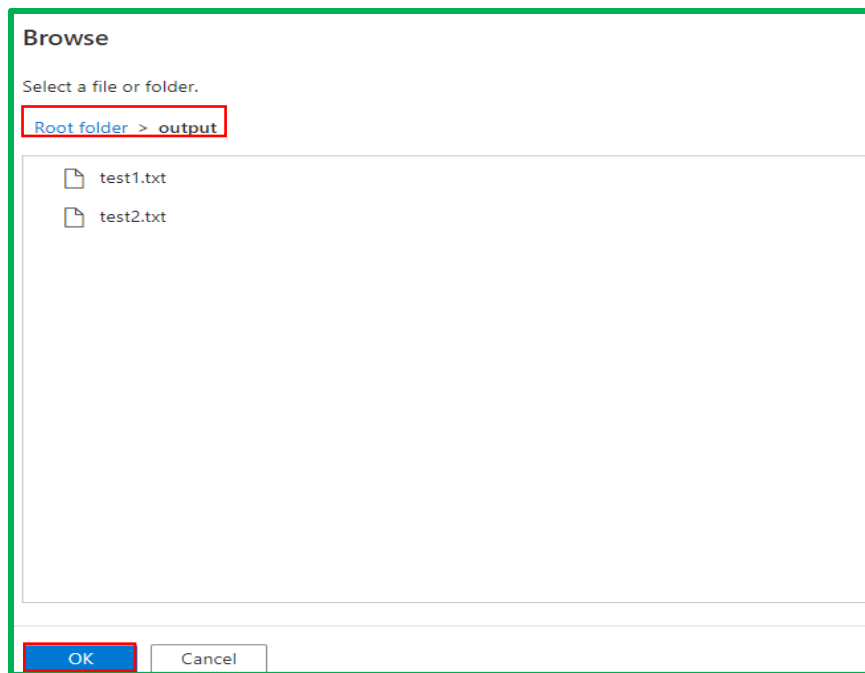 Browse
Select a file or folder.
Root folder > output
test1.txt
test2.txt
OK Cancel